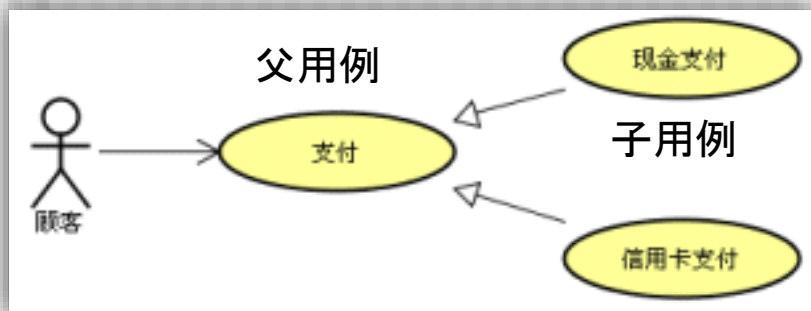 父用例
现金支付
支付
子用例
顾客
信用卡支付